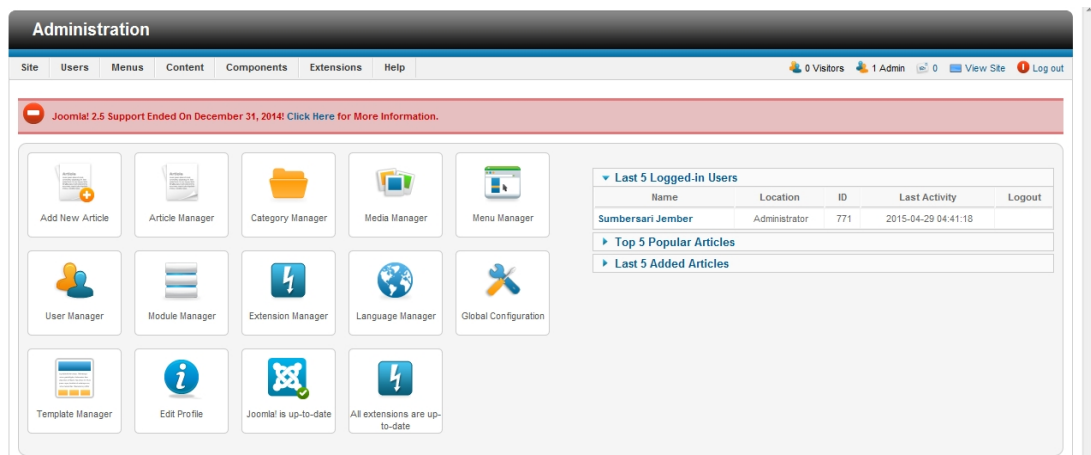 Administration
Site Users Menus Content Components Extensions Help 0 Visitors 1 Admin 0 View Site Log out
Joomla! 2.5 Support Ended On December 31, 2014! Click Here for More Information.
Add New Article Article Manager Category Manager Media Manager Menu Manager
Last 5 Logged-in Users
Name Location ID Last Activity Logout
Sumbersari Jember Administrator 771 2015-04-29 04:41:18
Top 5 Popular Articles
Last 5 Added Articles
User Manager Module Manager Extension Manager Language Manager Global Configuration
Template Manager Edit Profile Joomla! is up-to-date All extensions are up-
to-date